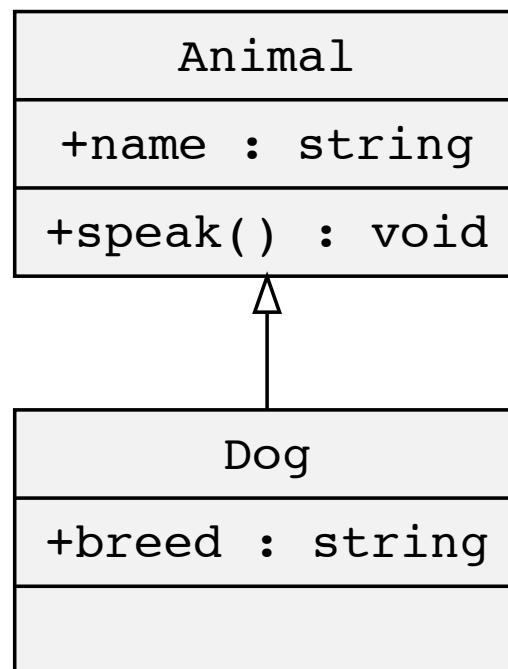 Animal
+name : string
+speak() : void
Dog
+breed : string